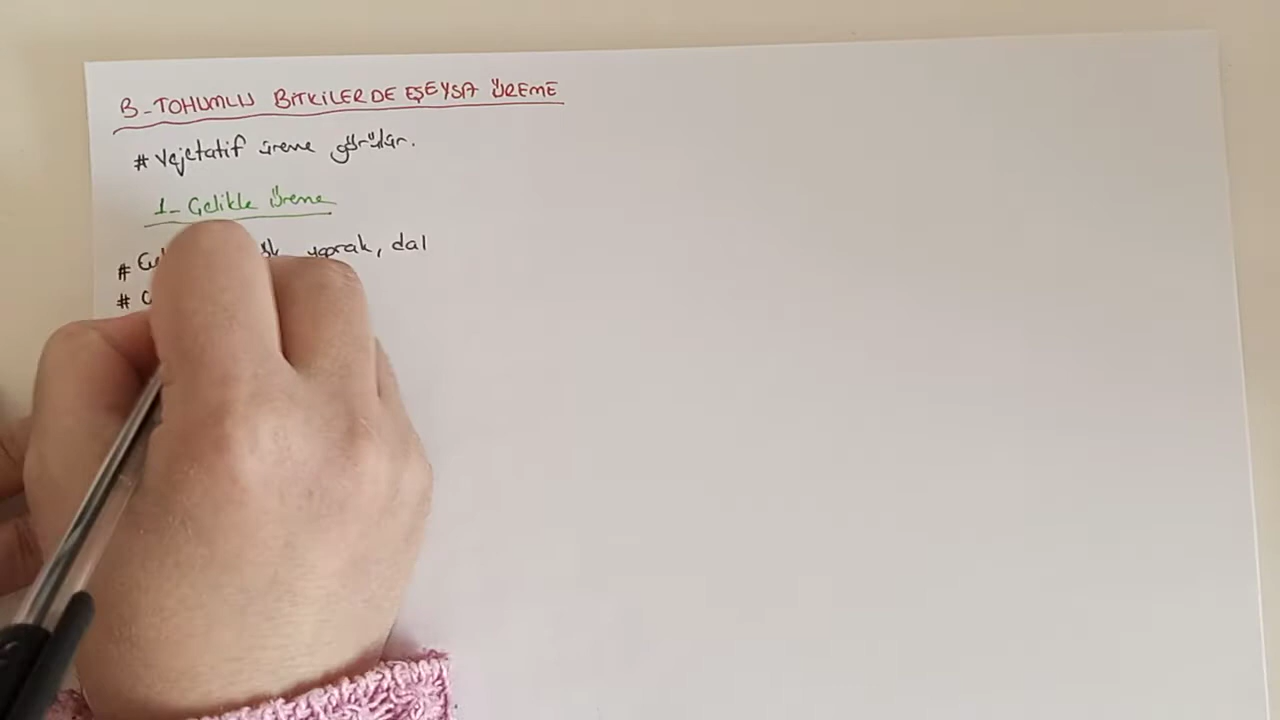 B-TOHUMLU BİTKİLERDE EŞEYSİZ ÜREME
# Vejetatif üreme görülür.
1- Çelikle Üreme
# yaprak, dal
#